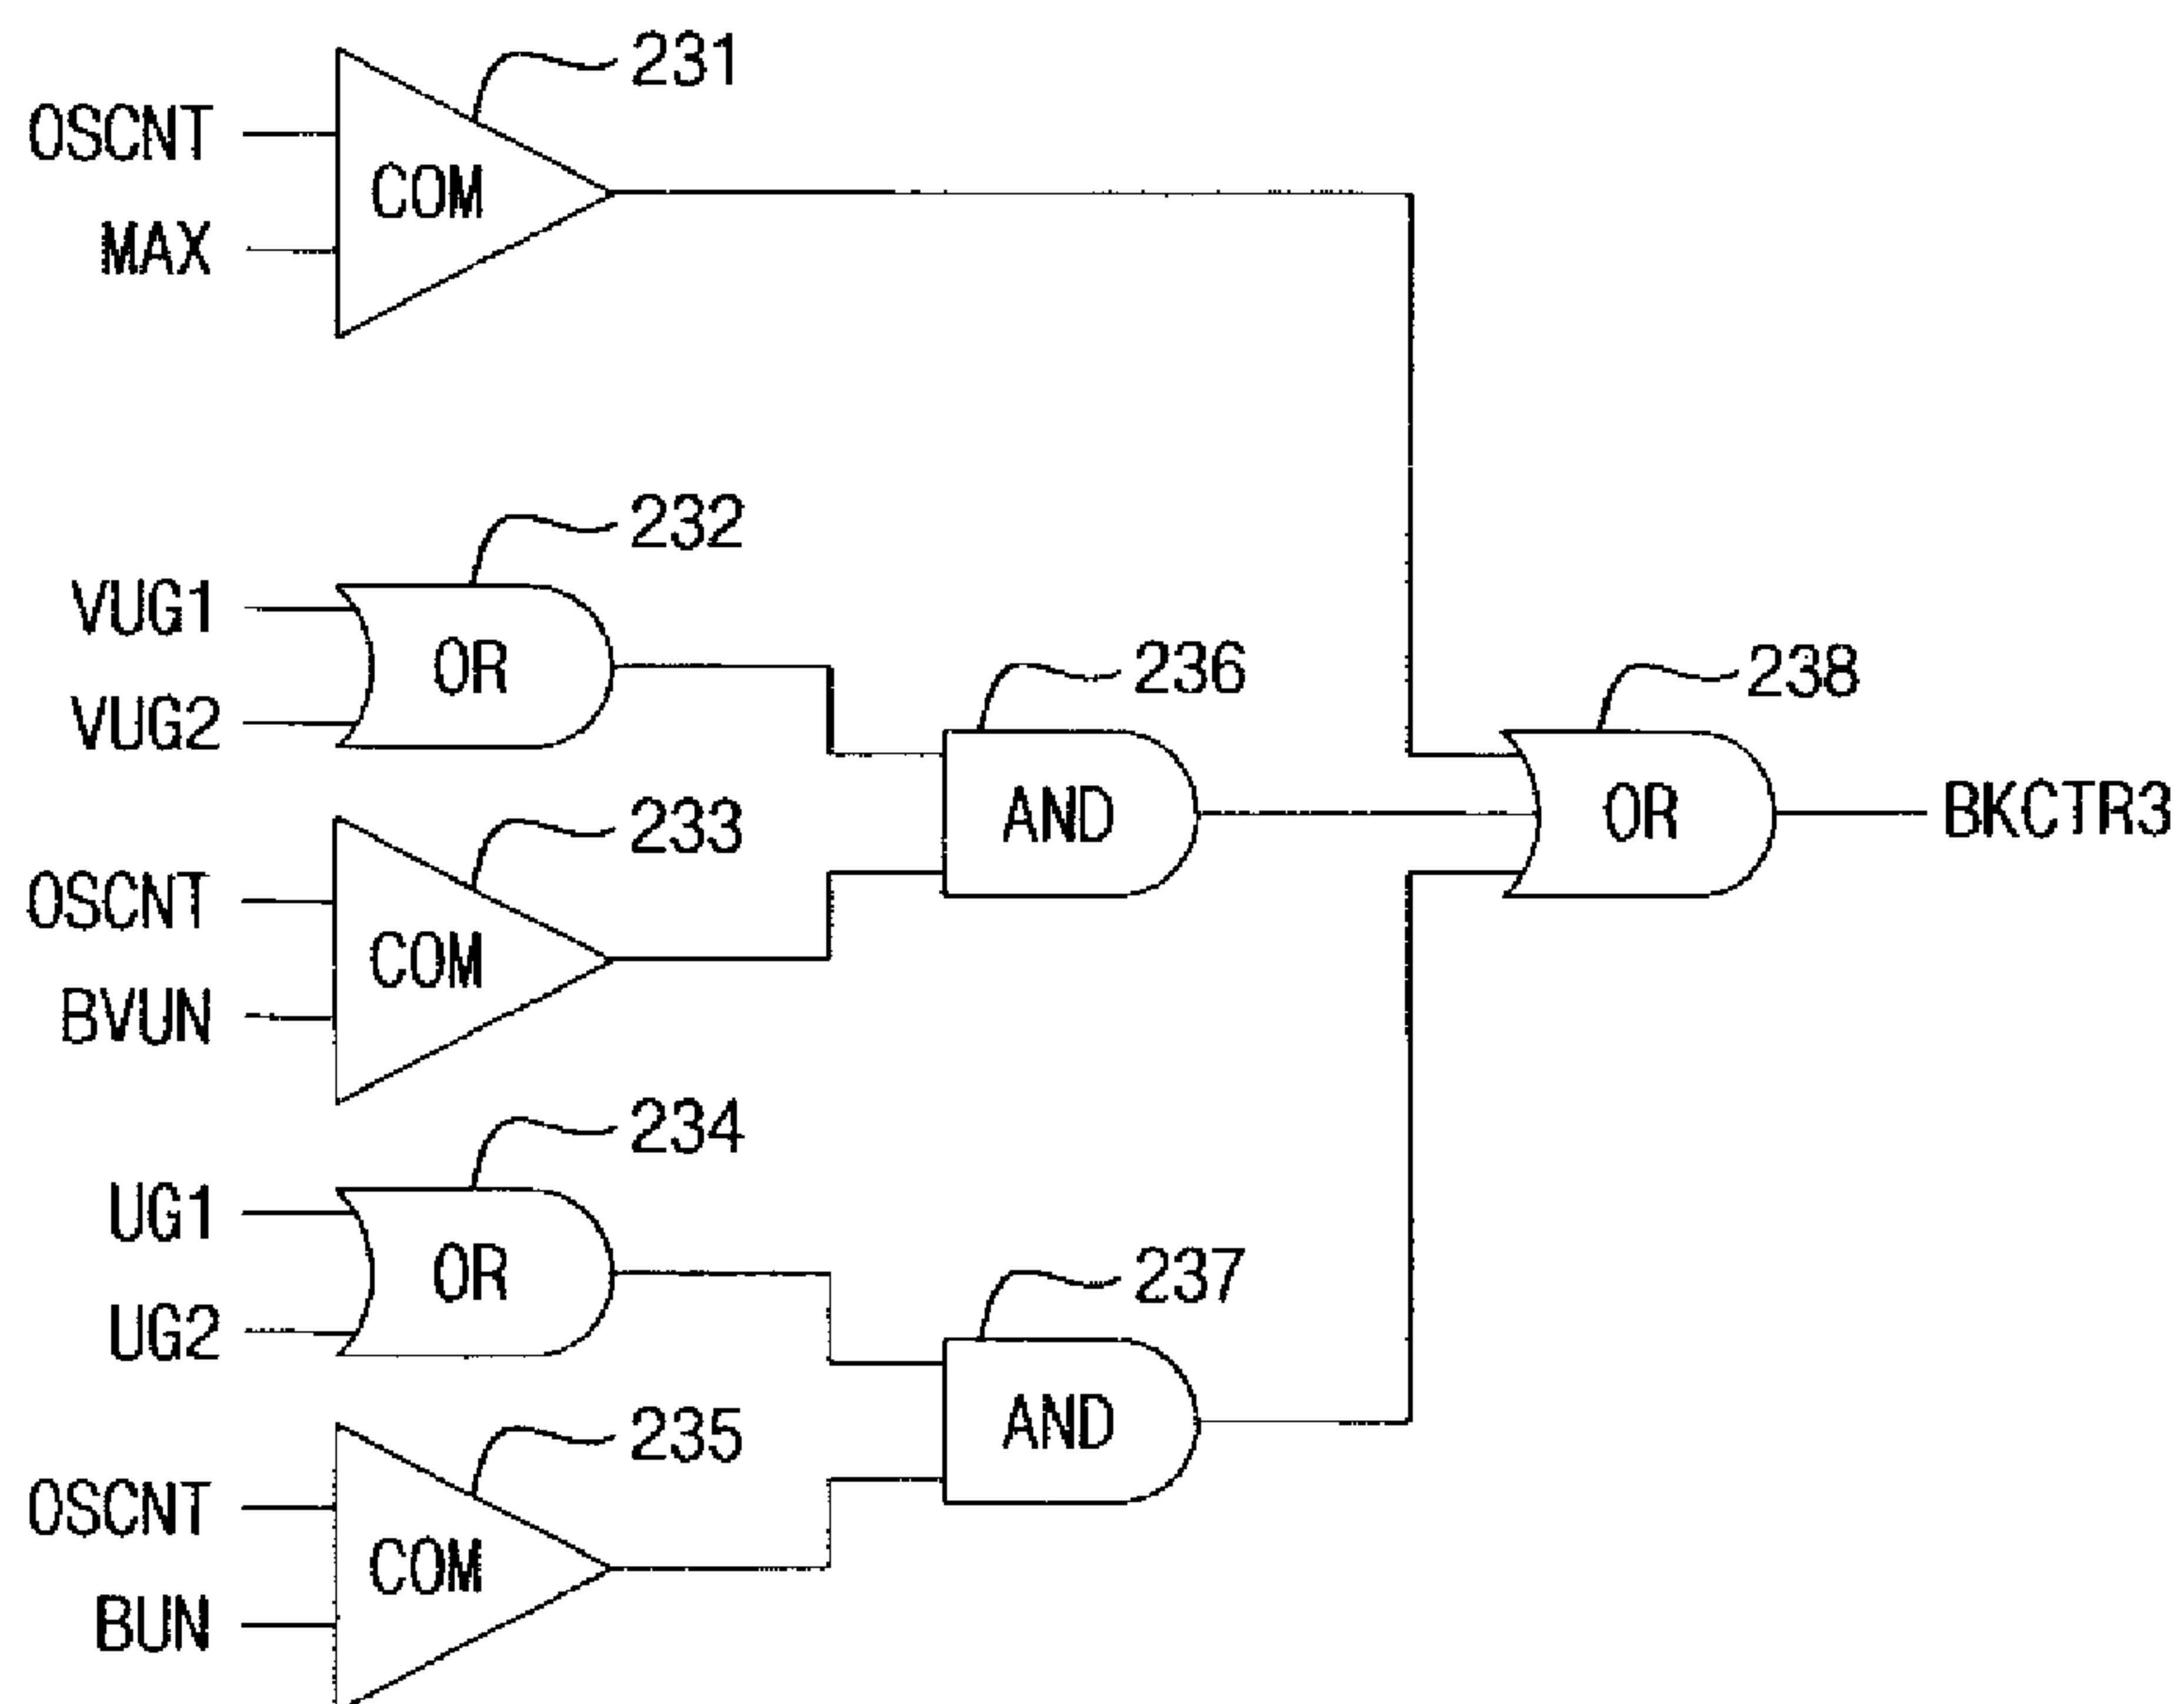 231
OSCNT
COM
MAX
232
VUG1
OR
VUG2
236
238
233
AND
OR
BKCTR3
OSCNT
COM
BVUN
234
UG1
OR
237
UG2
AND
235
OSCNT
COM
BUN